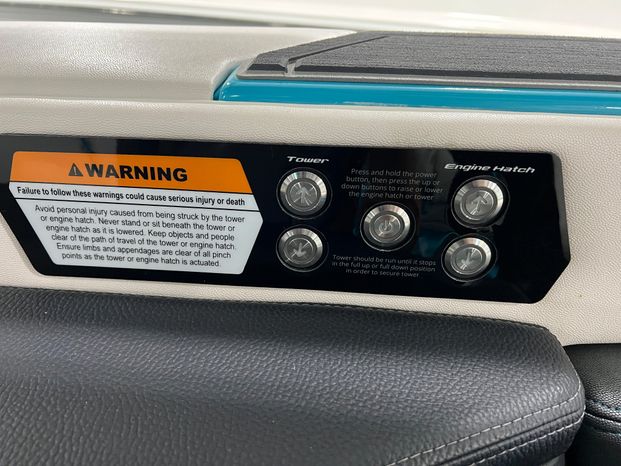 WARNING
Failure to follow these warnings could cause serious injury or death
Avoid personal injury caused from being struck by the tower
or engine hatch. Never stand or sit beneath the tower or
engine hatch as it is lowered. Keep objects and people
clear of the path of travel of the tower or engine hatch.
Ensure limbs and appendages are clear of all pinch
points as the tower or engine hatch is actuated.
Tower
Press and hold the power
button, then press the up or
down buttons to raise or lower
the engine hatch or tower
Engine Hatch
Tower should be run until it stops
in the full up or full down position
in order to secure tower